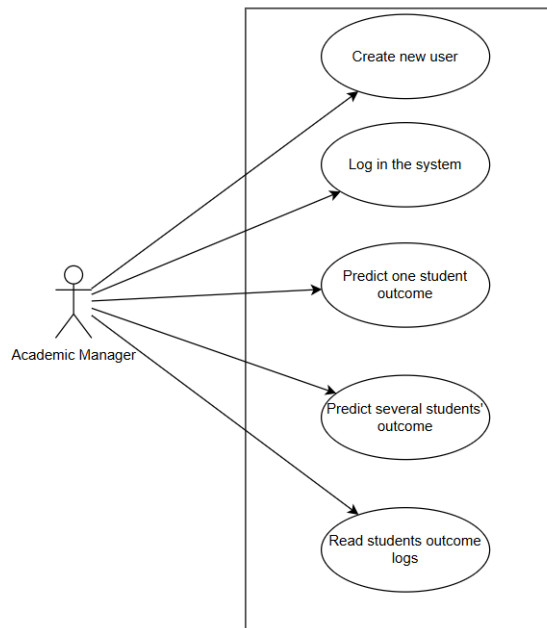 Create new user
Log in the system
Predict one student
outcome
Academic Manager
Predict several students'
outcome
Read students outcome
logs